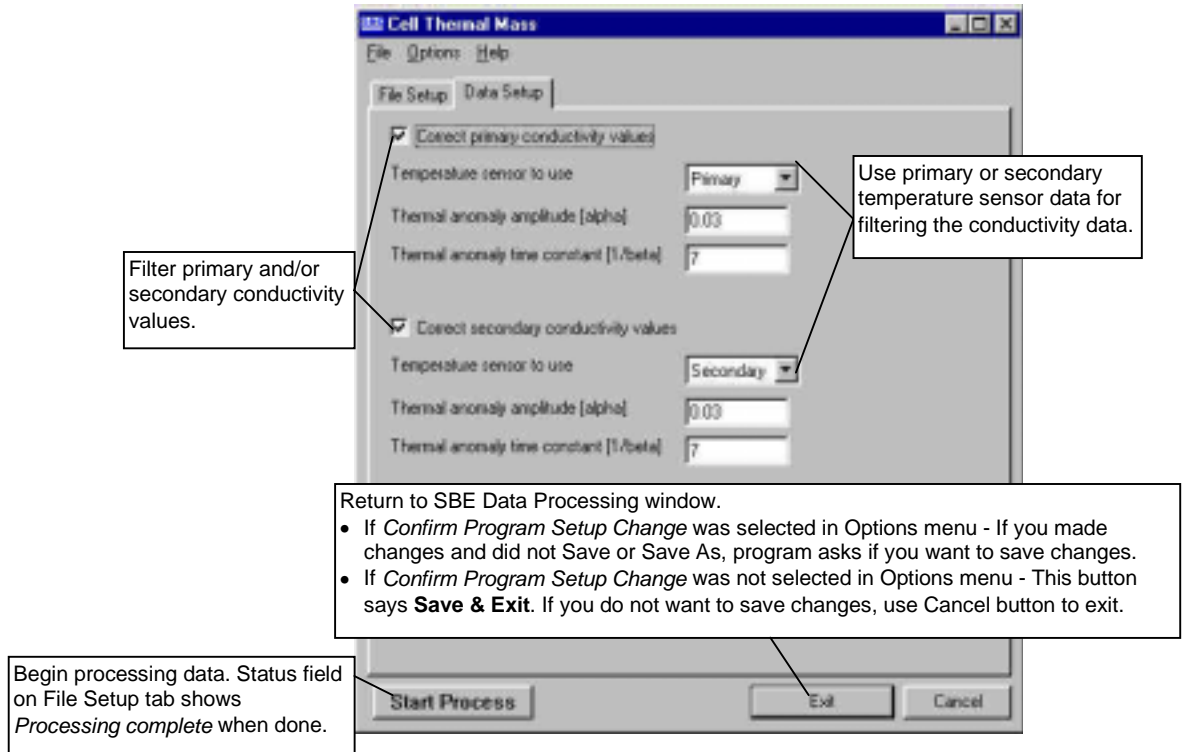 Cell Thermal Mass
File Options Help
File Setup Data Setup
Correct primary conductivity values
Temperature sensor to use
Primary
Thermal anomaly amplitude [alpha]
0.03
Thermal anomaly time constant [1/beta]
7
Use primary or secondary
temperature sensor data for
filtering the conductivity data.
Filter primary and/or
secondary conductivity
values.
Correct secondary conductivity values
Temperature sensor to use
Secondary
Thermal anomaly amplitude [alpha]
0.03
Thermal anomaly time constant [1/beta]
7
Return to SBE Data Processing window.
• If Confirm Program Setup Change was selected in Options menu - If you made
changes and did not Save or Save As, program asks if you want to save changes.
• If Confirm Program Setup Change was not selected in Options menu - This button
says Save & Exit. If you do not want to save changes, use Cancel button to exit.
Begin processing data. Status field
on File Setup tab shows
Processing complete when done.
Start Process
Exit
Cancel